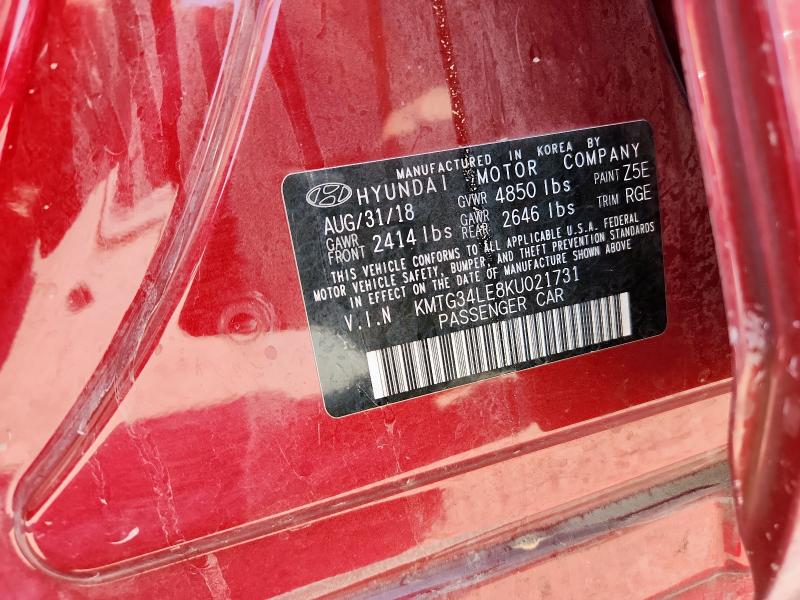 MANUFACTURED IN KOREA BY
HYUNDAI MOTOR COMPANY
AUG/31/18 GVWR 4850 lbs PAINT Z5E
GAWR FRONT 2414 lbs GAWR REAR 2646 lbs TRIM RGE
THIS VEHICLE CONFORMS TO ALL APPLICABLE U.S.A. FEDERAL
MOTOR VEHICLE SAFETY, BUMPER, AND THEFT PREVENTION STANDARDS
IN EFFECT ON THE DATE OF MANUFACTURE SHOWN ABOVE
V.I.N KMTG34LE8KU021731
PASSENGER CAR